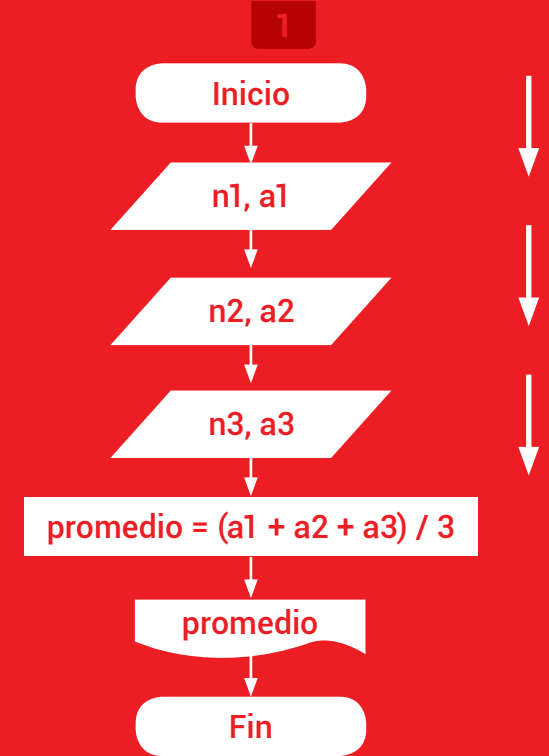 1
Inicio
n1, a1
n2, a2
n3, a3
promedio = (a1 + a2 + a3) / 3
promedio
Fin